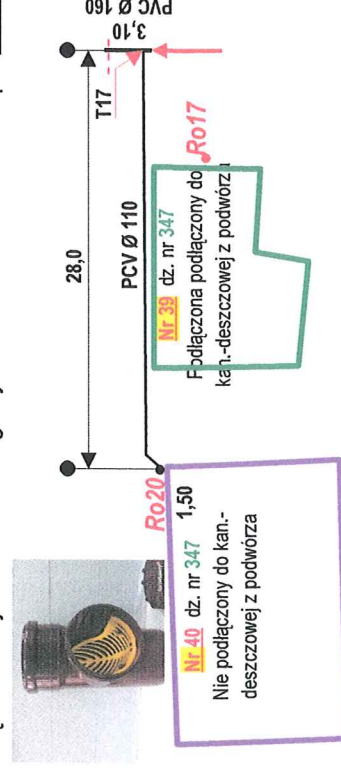 28,0
T17
3,10
PVC Ø 160
PCV Ø 110
Ro20
Ro17
Nr 39 dz. nr 347
Podłączona podłączony do
kan.-deszczowej z podwórza
Nr 40 dz. nr 347 1,50
Nie podłączony do kan.-
deszczowej z podwórza